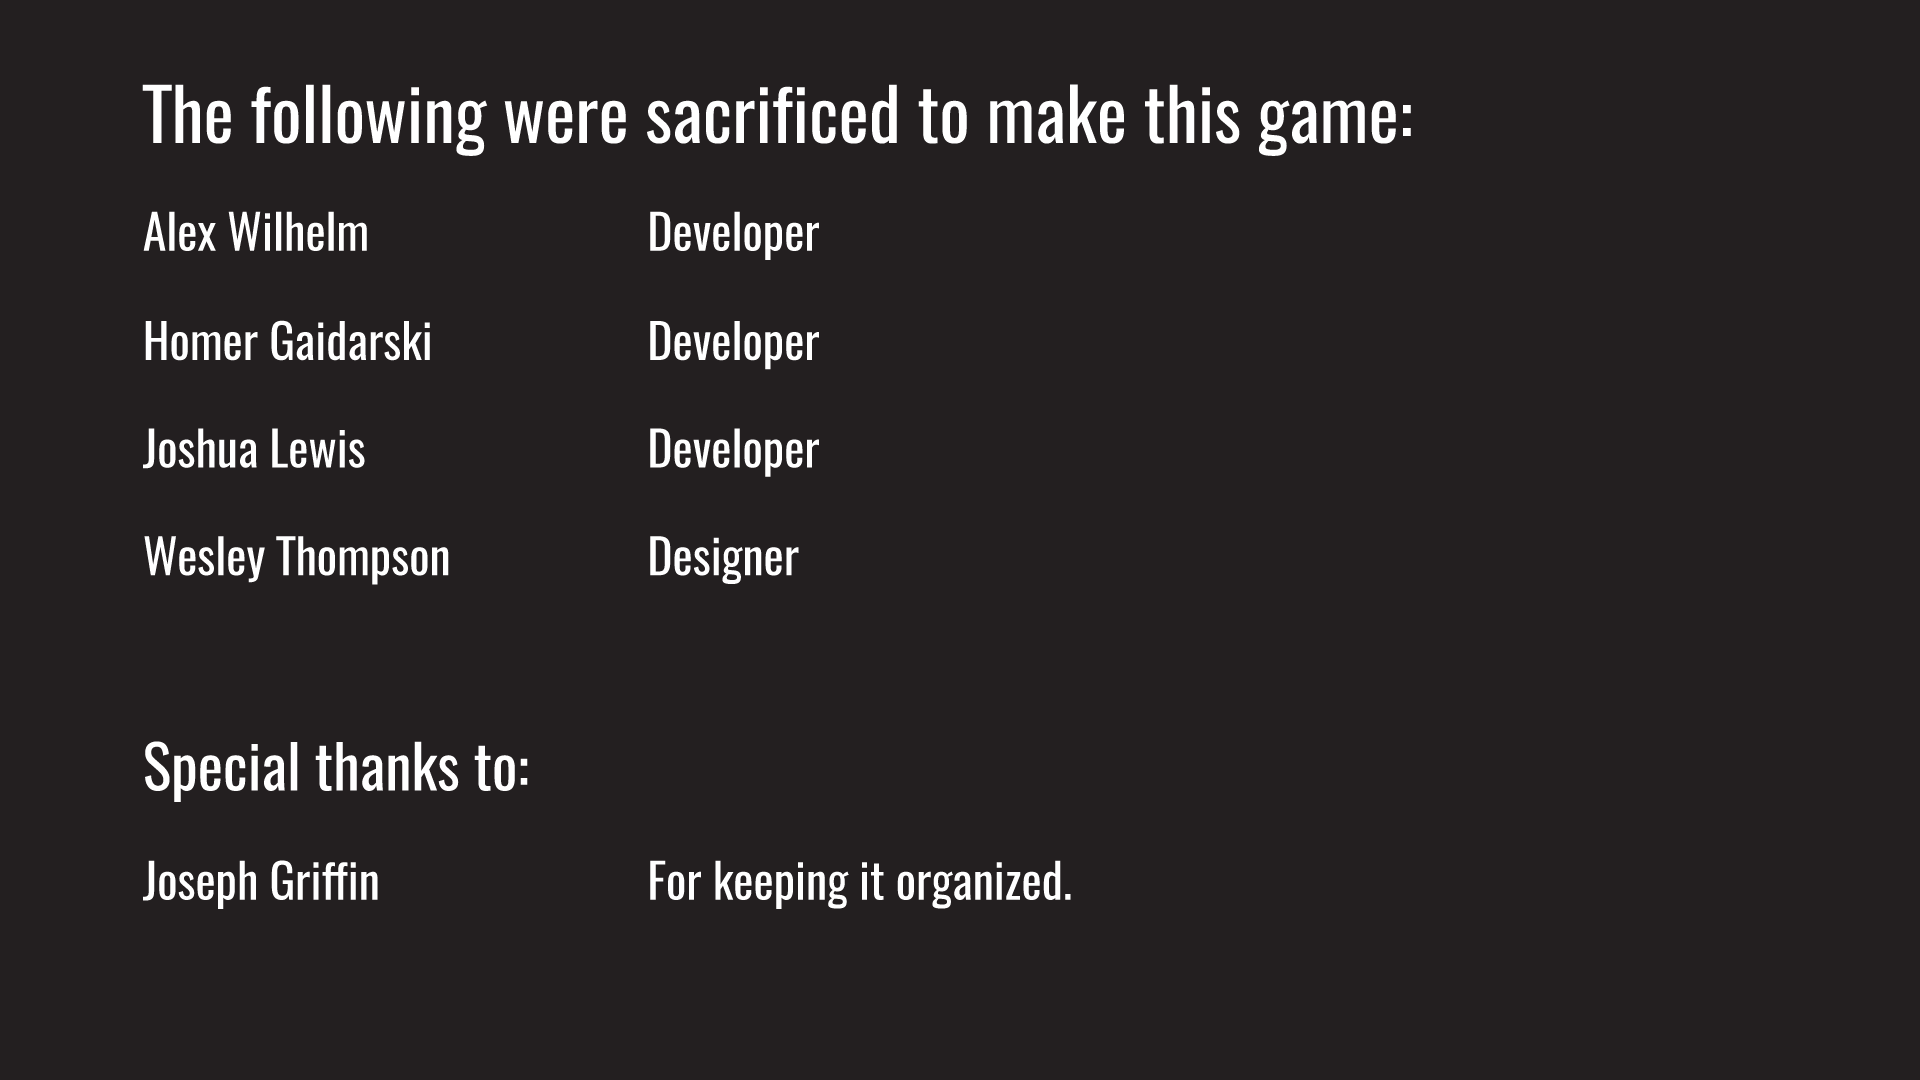 The following were sacrificed to make this game:
Alex Wilhelm Developer
Homer Gaidarski Developer
Joshua Lewis Developer
Wesley Thompson Designer
Special thanks to:
Joseph Griffin For keeping it organized.